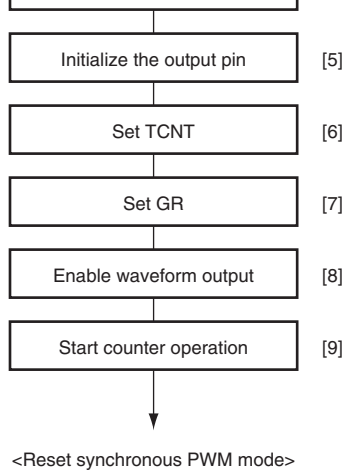 Initialize the output pin [5]
Set TCNT [6]
Set GR [7]
Enable waveform output [8]
Start counter operation [9]
<Reset synchronous PWM mode>